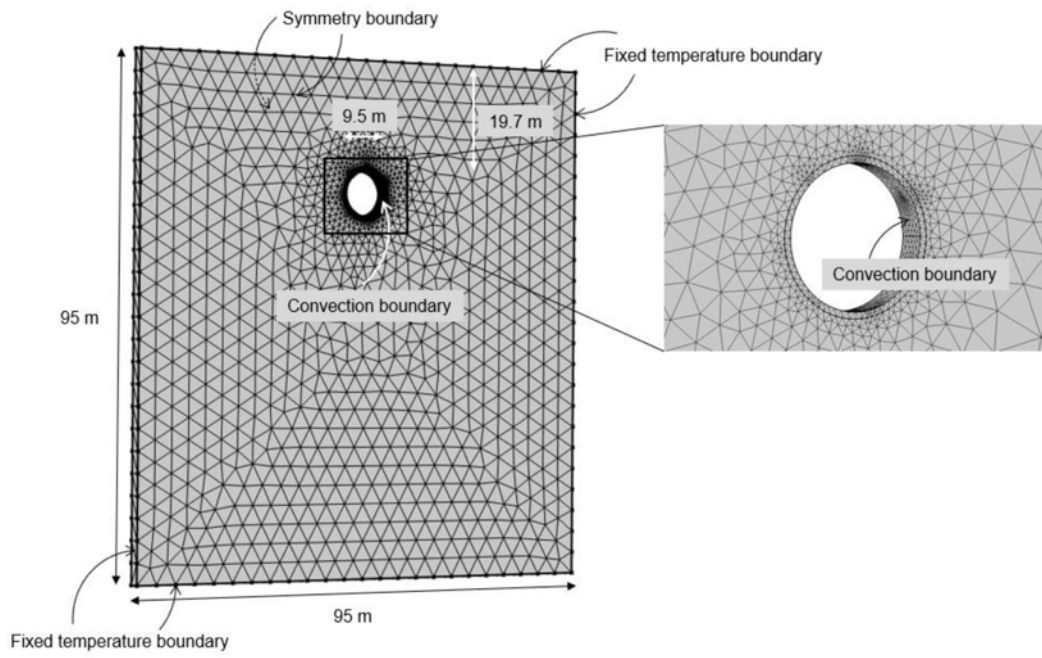 Symmetry boundary
Fixed temperature boundary
9.5 m
19.7 m
Convection boundary
Convection boundary
95 m
95 m
Fixed temperature boundary